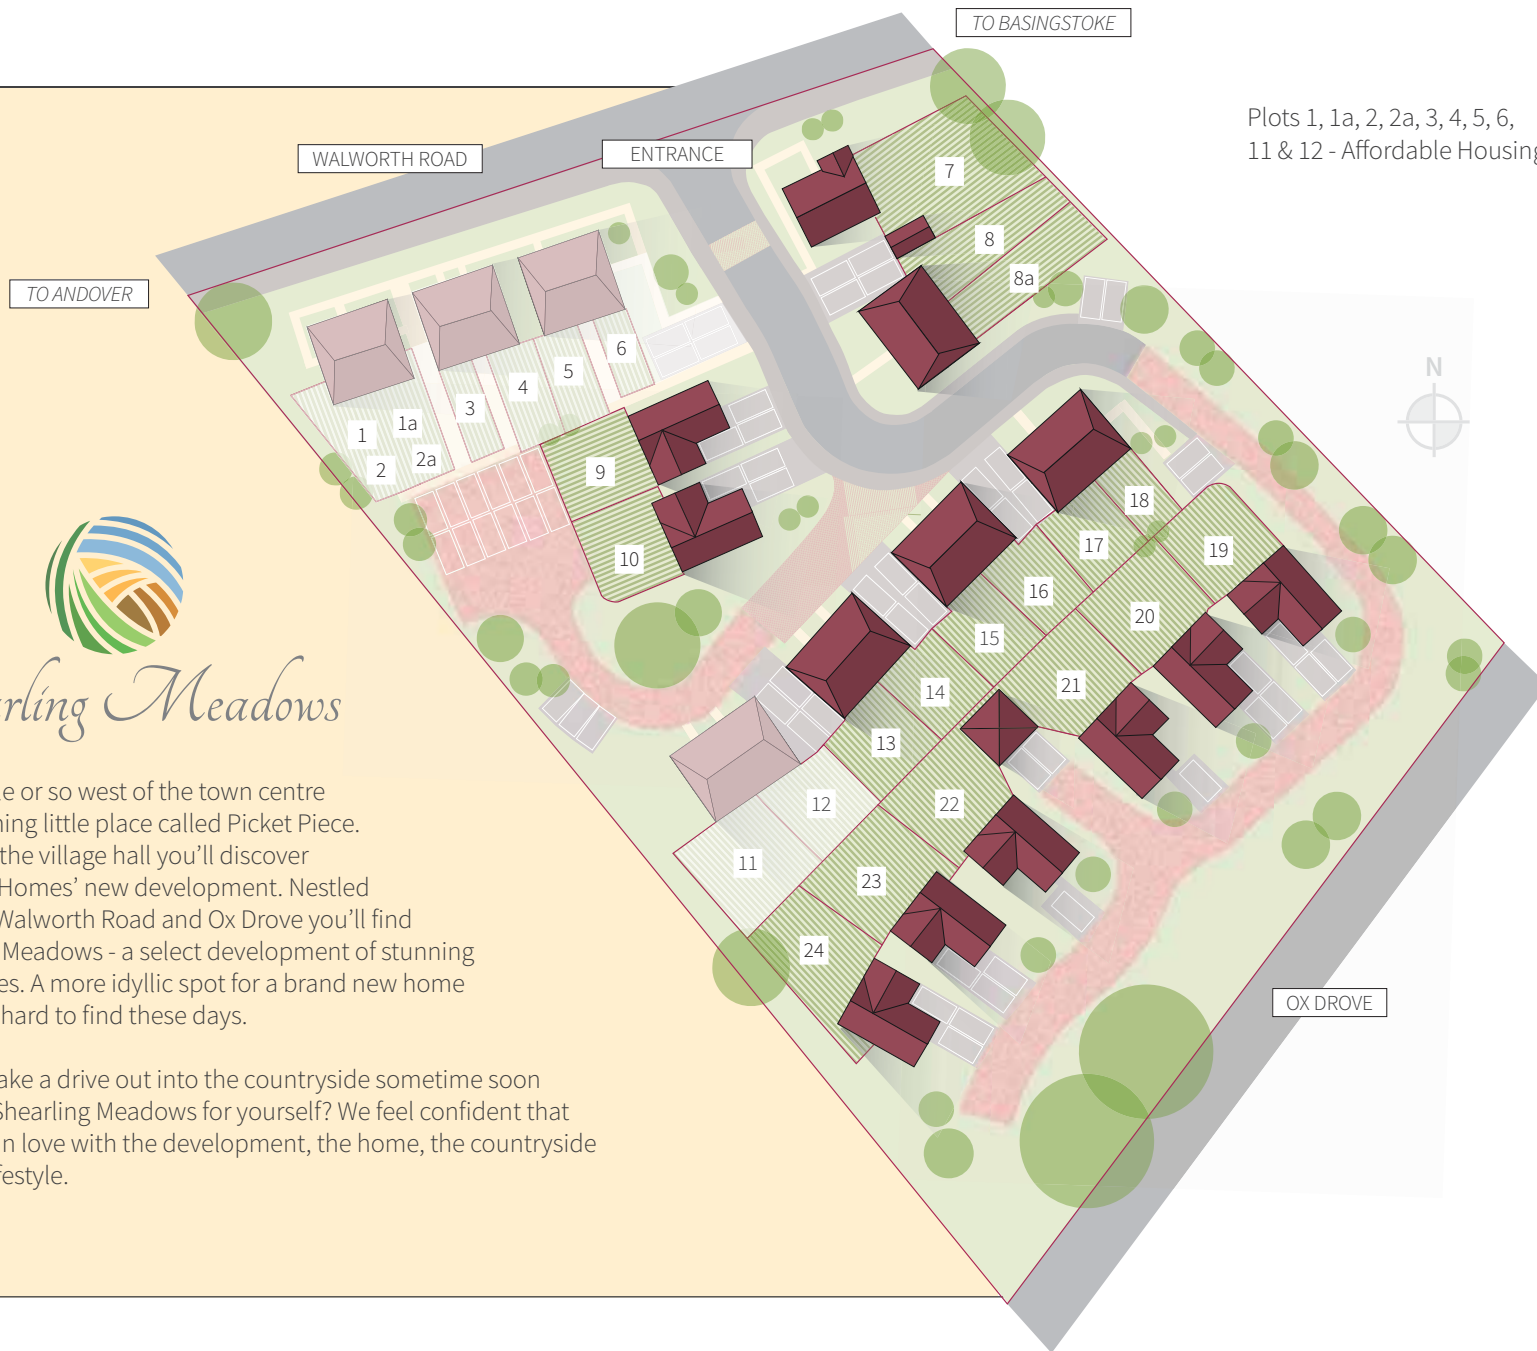 TO BASINGSTOKE
Plots 1, 1a, 2, 2a, 3, 4, 5, 6,
11 & 12 - Affordable Housing
WALWORTH ROAD
ENTRANCE
TO ANDOVER
7
8
8a
6
5
4
3
1a
1
2a
2
9
10
N
18
17
19
16
20
15
21
14
13
22
12
11
23
24
Meadows
or so west of the town centre
little place called Picket Piece.
the village hall you’ll discover
Homes’ new development. Nestled
Walworth Road and Ox Drove you’ll find
Meadows - a select development of stunning
A more idyllic spot for a brand new home
hard to find these days.
a drive out into the countryside sometime soon
Shearling Meadows for yourself? We feel confident that
in love with the development, the home, the countryside
OX DROVE